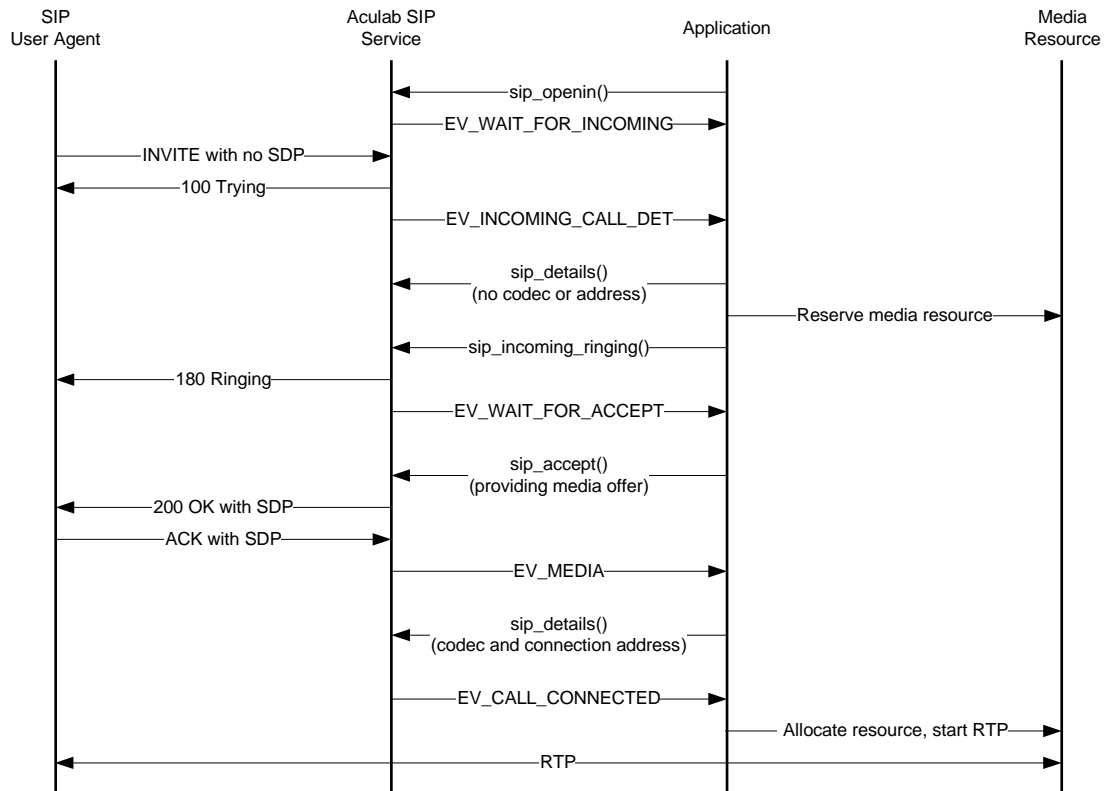 SIP
User Agent
Aculab SIP
Service
Application
Media
Resource
sip_openin()
EV_WAIT_FOR_INCOMING
INVITE with no SDP
100 Trying
EV_INCOMING_CALL_DET
sip_details()
(no codec or address)
Reserve media resource
sip_incoming_ringing()
180 Ringing
EV_WAIT_FOR_ACCEPT
sip_accept()
(providing media offer)
200 OK with SDP
ACK with SDP
EV_MEDIA
sip_details()
(codec and connection address)
EV_CALL_CONNECTED
Allocate resource, start RTP
RTP